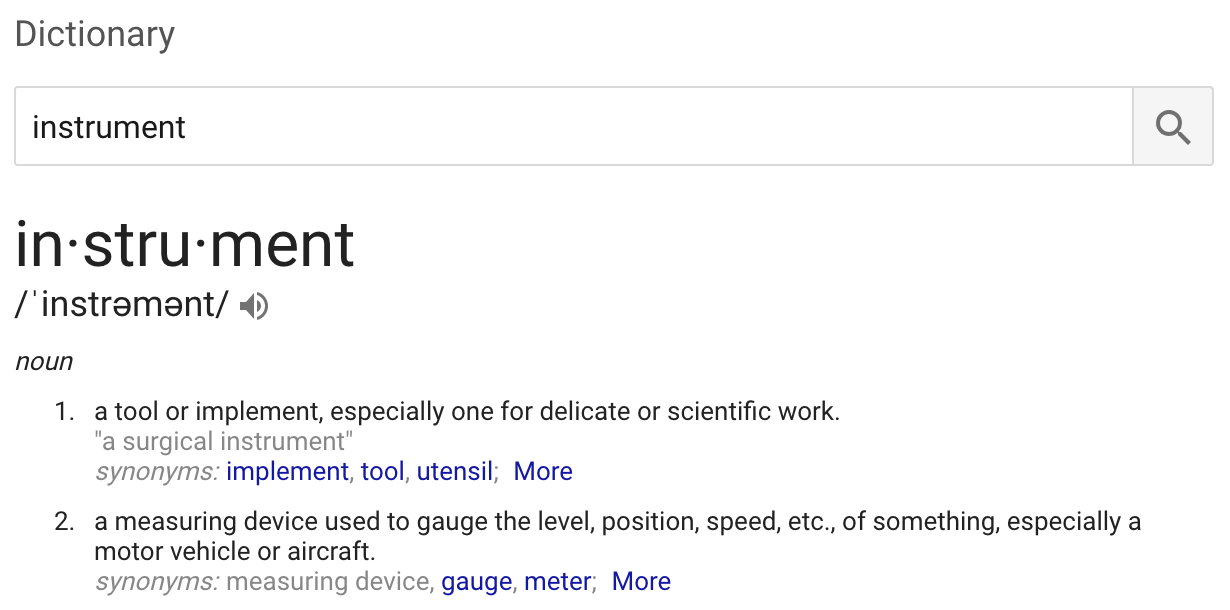 Dictionary
instrument
in·stru·ment
/ˈinstrəmənt/
noun
1. a tool or implement, especially one for delicate or scientific work.
"a surgical instrument"
synonyms: implement, tool, utensil; More
2. a measuring device used to gauge the level, position, speed, etc., of something, especially a
motor vehicle or aircraft.
synonyms: measuring device, gauge, meter; More